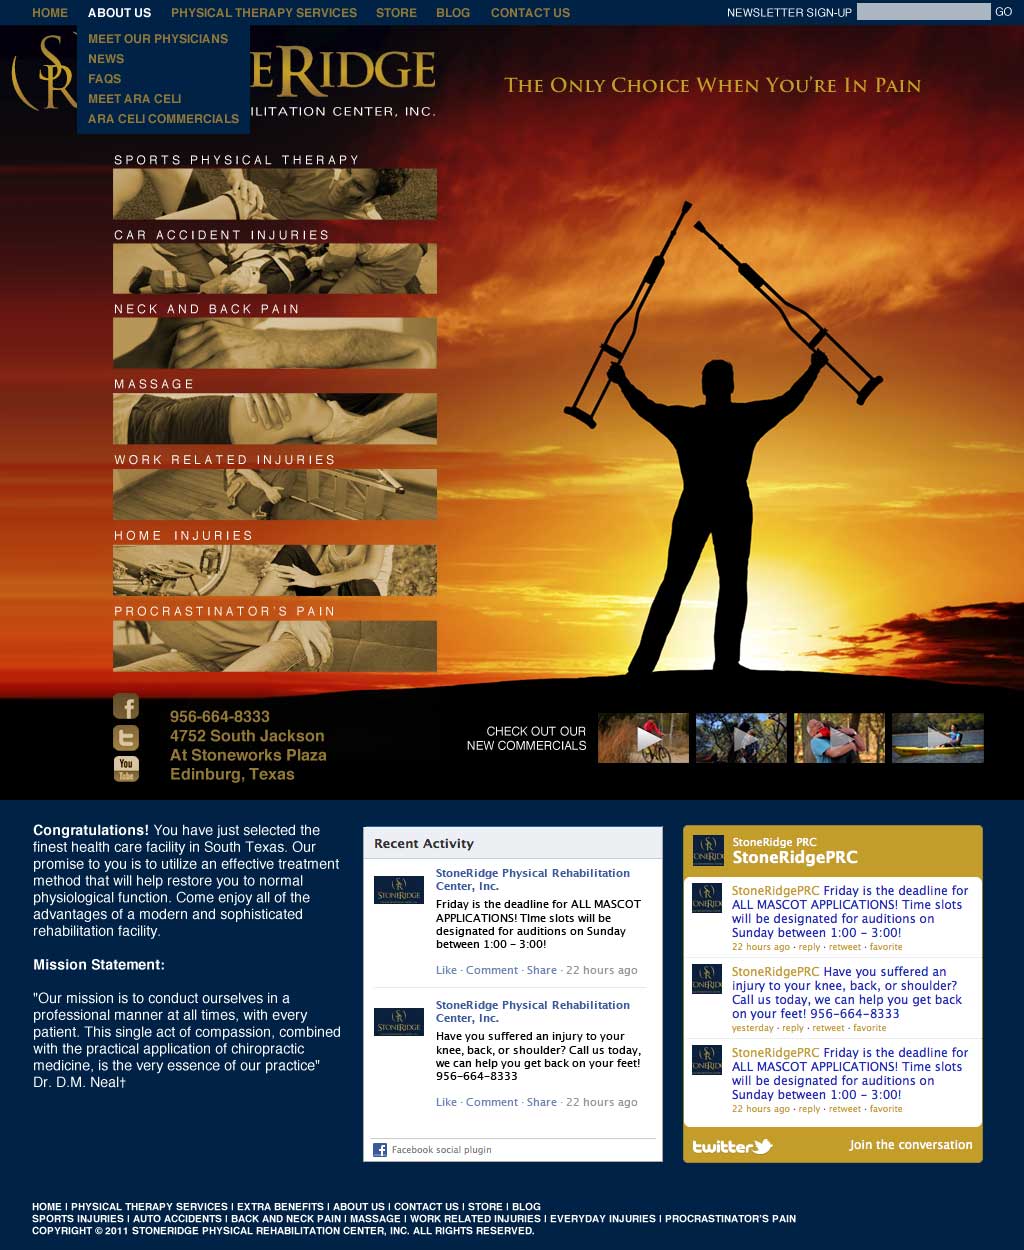 HOME ABOUT US PHYSICAL THERAPY SERVICES STORE BLOG CONTACT US NEWSLETTER SIGN-UP GO
MEET OUR PHYSICIANS
NEWS
FAQS
MEET ARA CELI
ARA CELI COMMERCIALS
SR
ERIDGE
ILITATION CENTER, INC.
THE ONLY CHOICE WHEN YOU'RE IN PAIN
SPORTS PHYSICAL THERAPY
CAR ACCIDENT INJURIES
NECK AND BACK PAIN
MASSAGE
WORK RELATED INJURIES
HOME INJURIES
PROCRASTINATOR'S PAIN
f
t
You
Tube
956-664-8333
4752 South Jackson
At Stoneworks Plaza
Edinburg, Texas
CHECK OUT OUR
NEW COMMERCIALS
Congratulations! You have just selected the
finest health care facility in South Texas. Our
promise to you is to utilize an effective treatment
method that will help restore you to normal
physiological function. Come enjoy all of the
advantages of a modern and sophisticated
rehabilitation facility.
Mission Statement:
"Our mission is to conduct ourselves in a
professional manner at all times, with every
patient. This single act of compassion, combined
with the practical application of chiropractic
medicine, is the very essence of our practice"
Dr. D.M. Neal†
Recent Activity
STONERIDGE
StoneRidge Physical Rehabilitation
Center, Inc.
Friday is the deadline for ALL MASCOT
APPLICATIONS! TIme slots will be
designated for auditions on Sunday
between 1:00 - 3:00!
Like · Comment · Share · 22 hours ago
STONERIDGE
StoneRidge Physical Rehabilitation
Center, Inc.
Have you suffered an injury to your
knee, back, or shoulder? Call us today,
we can help you get back on your feet!
956-664-8333
Like · Comment · Share · 22 hours ago
f Facebook social plugin
ONERIDG
StoneRidge PRC
StoneRidgePRC
ONERIDG
StoneRidgePRC Friday is the deadline for
ALL MASCOT APPLICATIONS! TIme slots
will be designated for auditions on
Sunday between 1:00 - 3:00!
22 hours ago · reply · retweet · favorite
ONERIDG
StoneRidgePRC Have you suffered an
injury to your knee, back, or shoulder?
Call us today, we can help you get back
on your feet! 956-664-8333
yesterday · reply · retweet · favorite
ONERIDG
StoneRidgePRC Friday is the deadline for
ALL MASCOT APPLICATIONS! TIme slots
will be designated for auditions on
Sunday between 1:00 - 3:00!
22 hours ago · reply · retweet · favorite
twitter Join the conversation
HOME | PHYSICAL THERAPY SERVICES | EXTRA BENEFITS | ABOUT US | CONTACT US | STORE | BLOG
SPORTS INJURIES | AUTO ACCIDENTS | BACK AND NECK PAIN | MASSAGE | WORK RELATED INJURIES | EVERYDAY INJURIES | PROCRASTINATOR'S PAIN
COPYRIGHT © 2011 STONERIDGE PHYSICAL REHABILITATION CENTER, INC. ALL RIGHTS RESERVED.